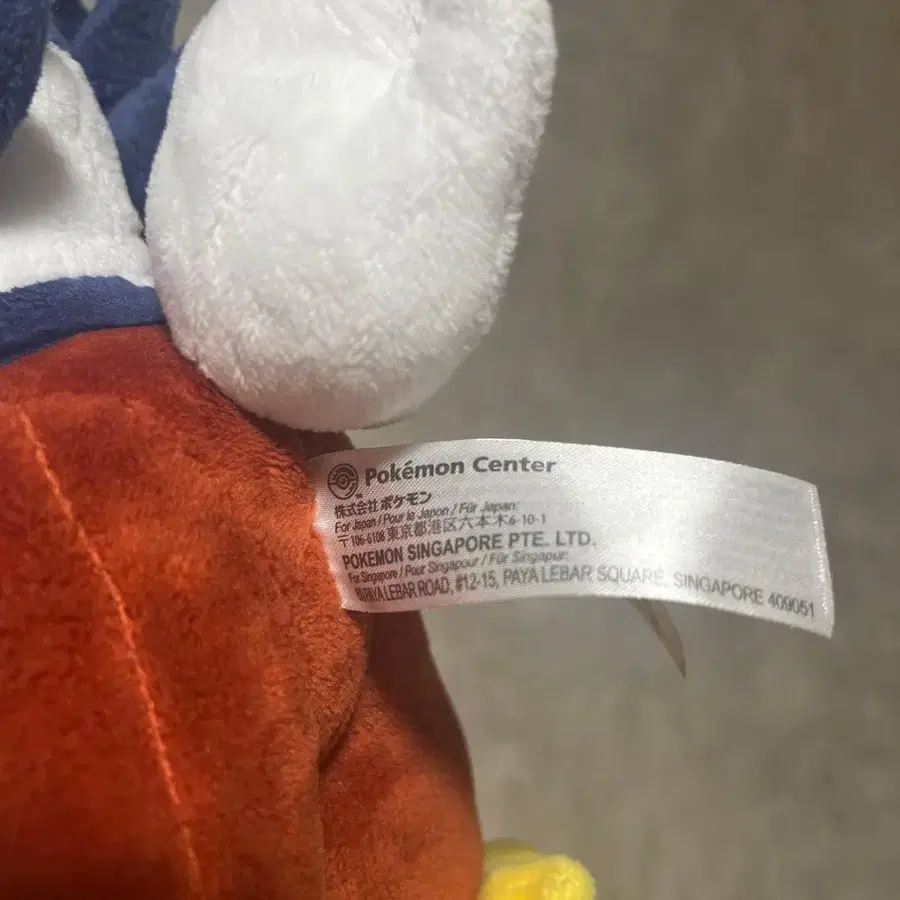 Pokémon Center
株式会社ポケモン
For Japan / Pour le Japon / Für Japan:
〒106-6108 東京都港区六本木6-10-1
POKEMON SINGAPORE PTE. LTD.
For Singapore / Pour Singapour / Für Singapur:
PAYA LEBAR ROAD, #12-15, PAYA LEBAR SQUARE, SINGAPORE 409051